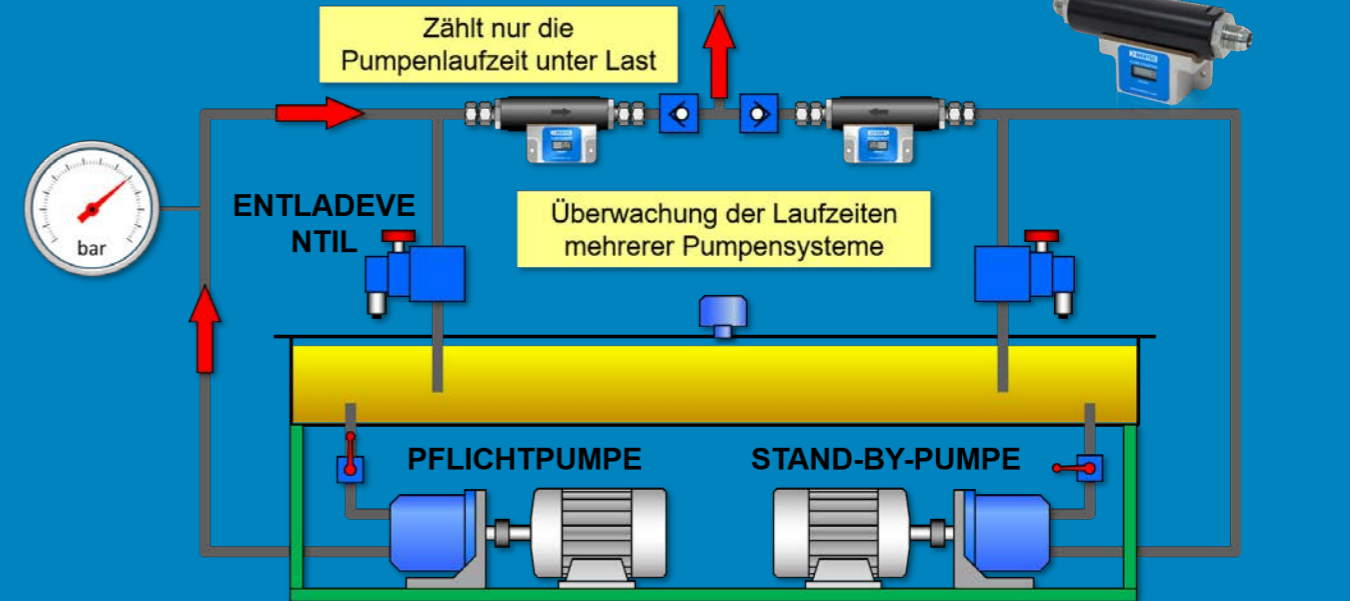 Zählt nur die
Pumpenlaufzeit unter Last
ENTLADEVE
NTIL
Überwachung der Laufzeiten
mehrerer Pumpensysteme
bar
PFLICHTPUMPE
STAND-BY-PUMPE